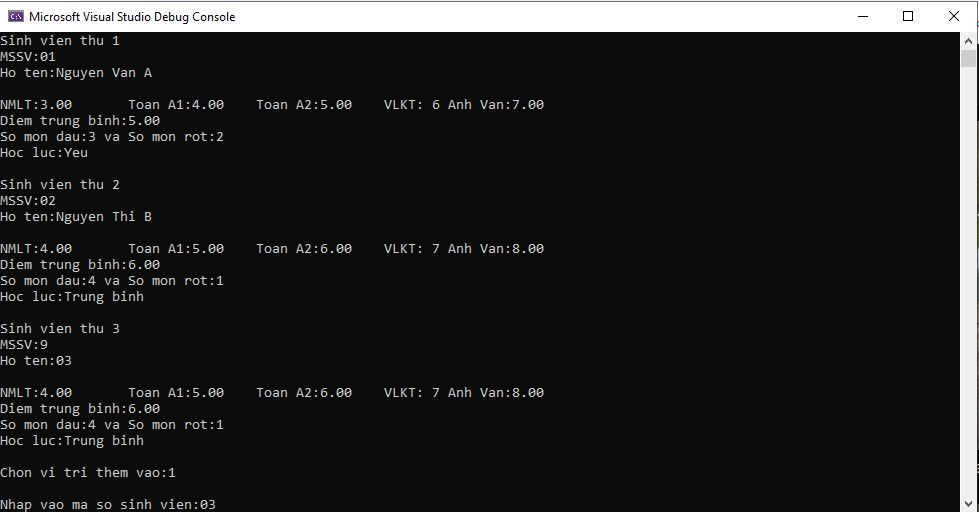 Microsoft Visual Studio Debug Console
Sinh vien thu 1
MSSV:01
Ho ten:Nguyen Van A
NMLT:3.00 Toan A1:4.00 Toan A2:5.00 VLKT: 6 Anh Van:7.00
Diem trung binh:5.00
So mon dau:3 va So mon rot:2
Hoc luc:Yeu
Sinh vien thu 2
MSSV:02
Ho ten:Nguyen Thi B
NMLT:4.00 Toan A1:5.00 Toan A2:6.00 VLKT: 7 Anh Van:8.00
Diem trung binh:6.00
So mon dau:4 va So mon rot:1
Hoc luc:Trung binh
Sinh vien thu 3
MSSV:9
Ho ten:03
NMLT:4.00 Toan A1:5.00 Toan A2:6.00 VLKT: 7 Anh Van:8.00
Diem trung binh:6.00
So mon dau:4 va So mon rot:1
Hoc luc:Trung binh
Chon vi tri them vao:1
Nhap vao ma so sinh vien:03